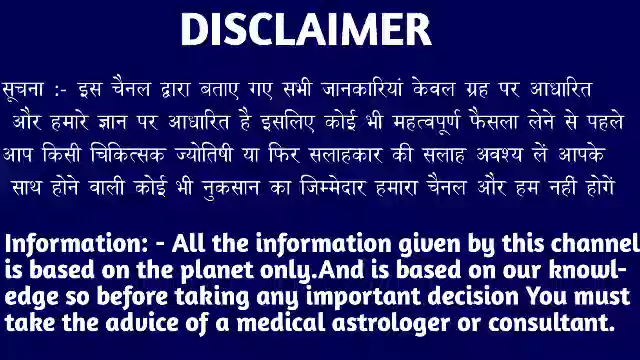 DISCLAIMER
सूचना :- इस चैनल द्वारा बताए गए सभी जानकारियां केवल ग्रह पर आधारित
और हमारे ज्ञान पर आधारित है इसलिए कोई भी महत्वपूर्ण फैसला लेने से पहले
आप किसी चिकित्सक ज्योतिषी या फिर सलाहकार की सलाह अवश्य लें आपके
साथ होने वाली कोई भी नुकसान का जिम्मेदार हमारा चैनल और हम नहीं होगें
Information: - All the information given by this channel
is based on the planet only.And is based on our knowl-
edge so before taking any important decision You must
take the advice of a medical astrologer or consultant.